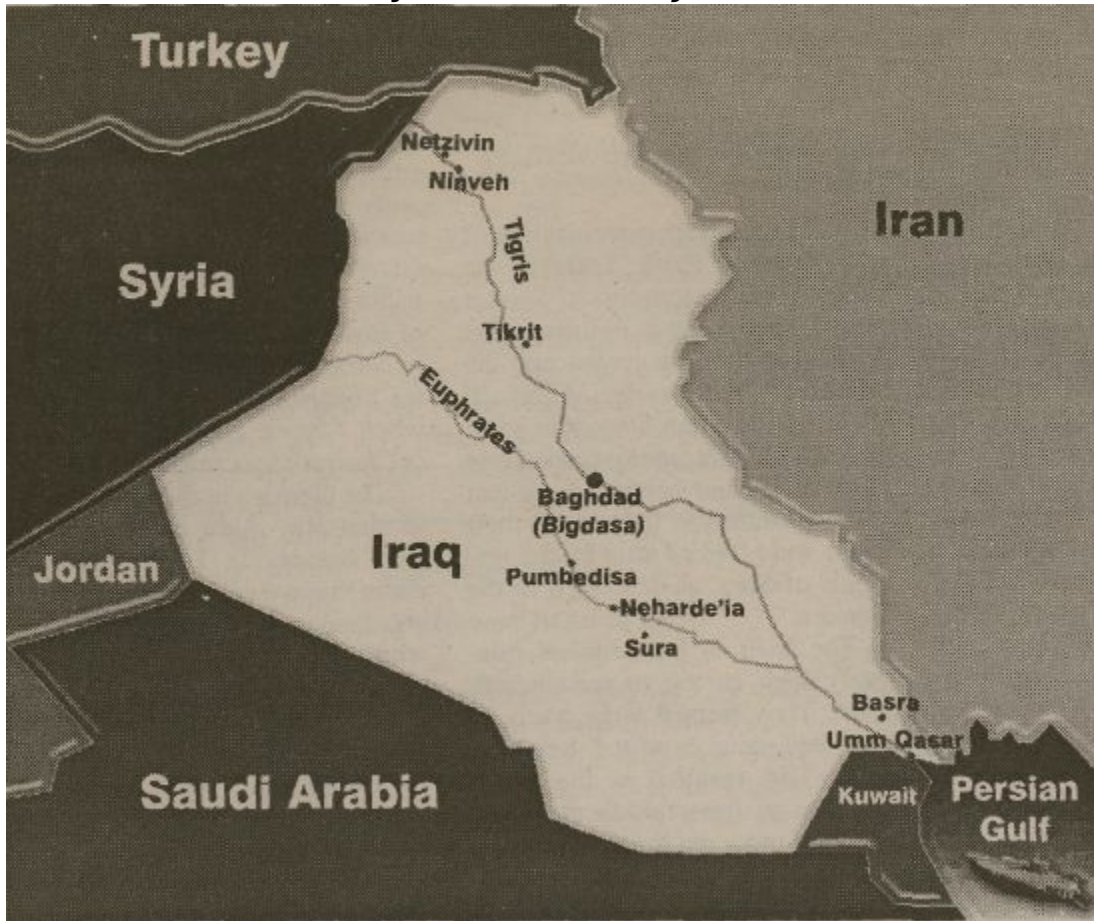 Turkey
Netzivin
Ninveh
Iran
Tigris
Syria
Tikrit
Euphrates
Baghdad
(Bigdasa)
Iraq
Jordan
Pumbedisa
Neharde'ia
Sura
Basra
Umm Qasar
Saudi Arabia
Kuwait
Persian
Gulf